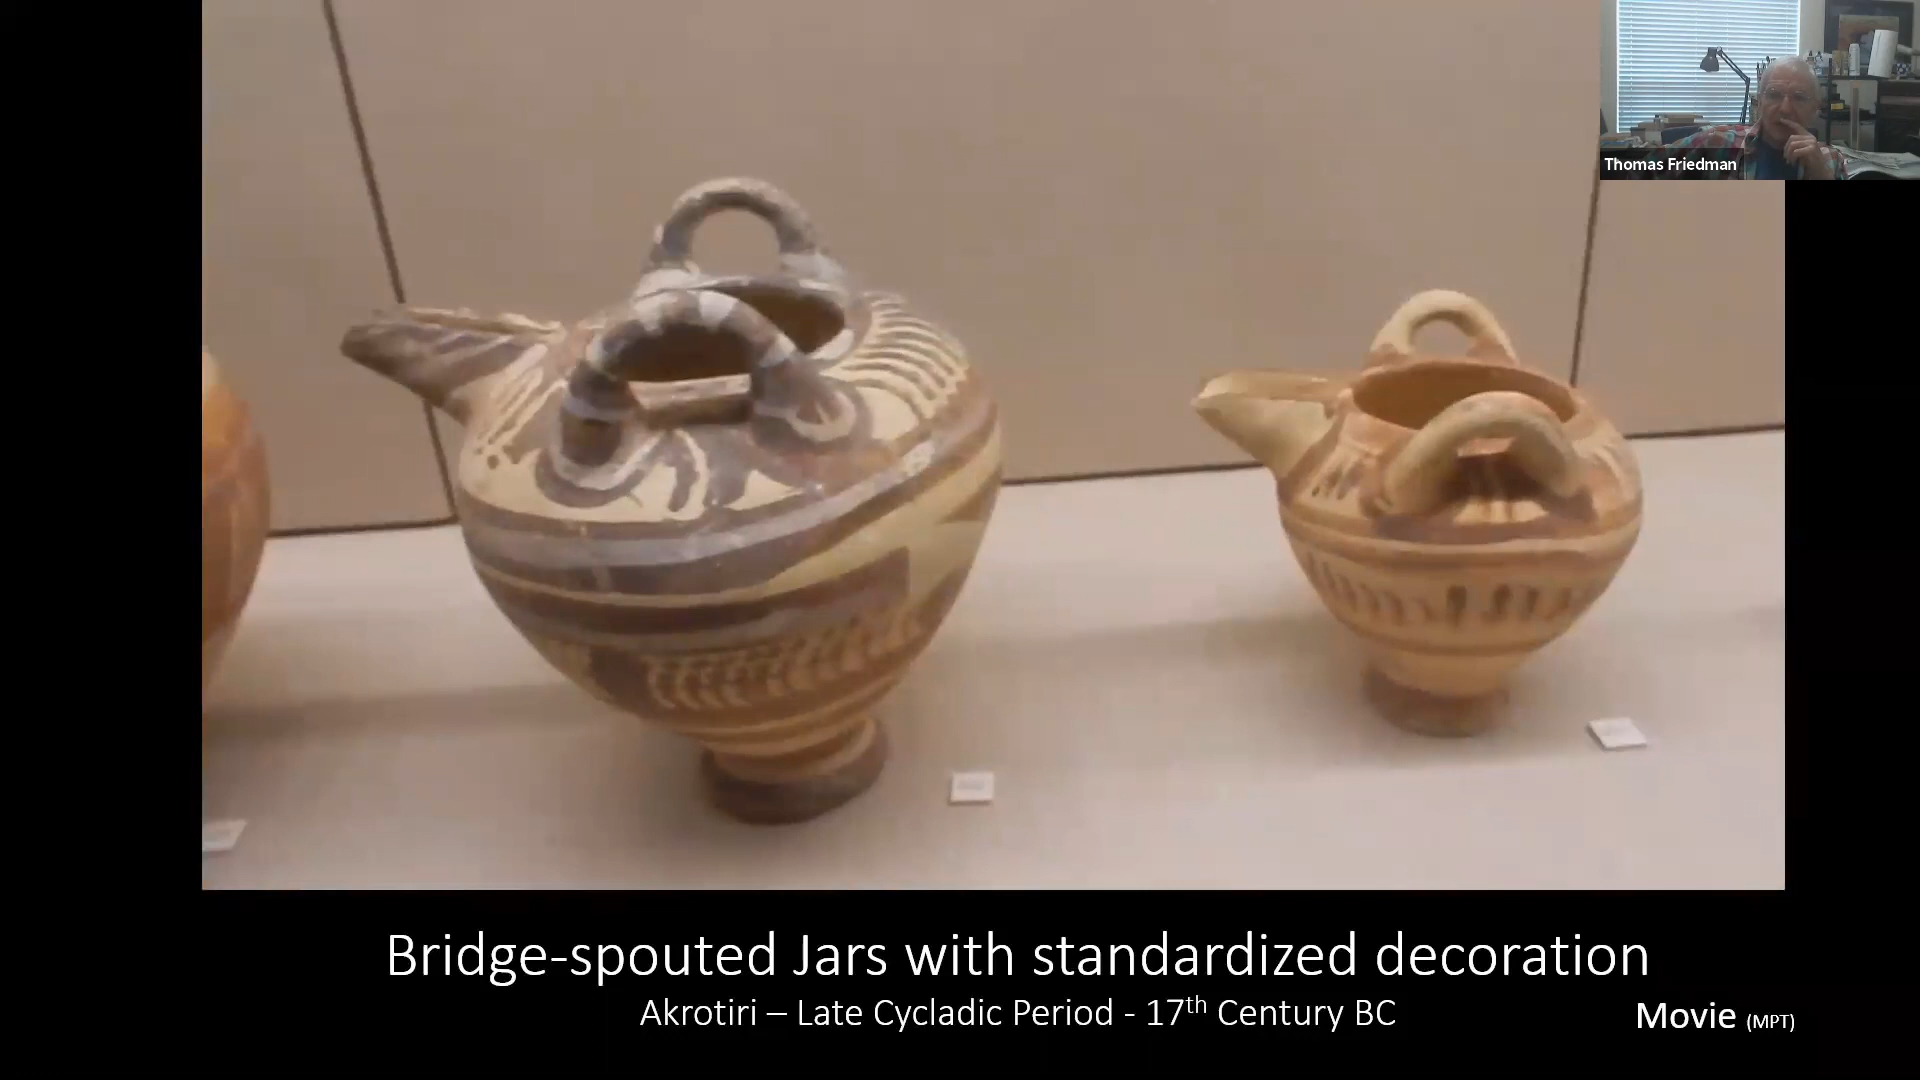 Thomas Friedman
Bridge-spouted Jars with standardized decoration
Akrotiri – Late Cycladic Period - 17th Century BC
Movie (MPT)